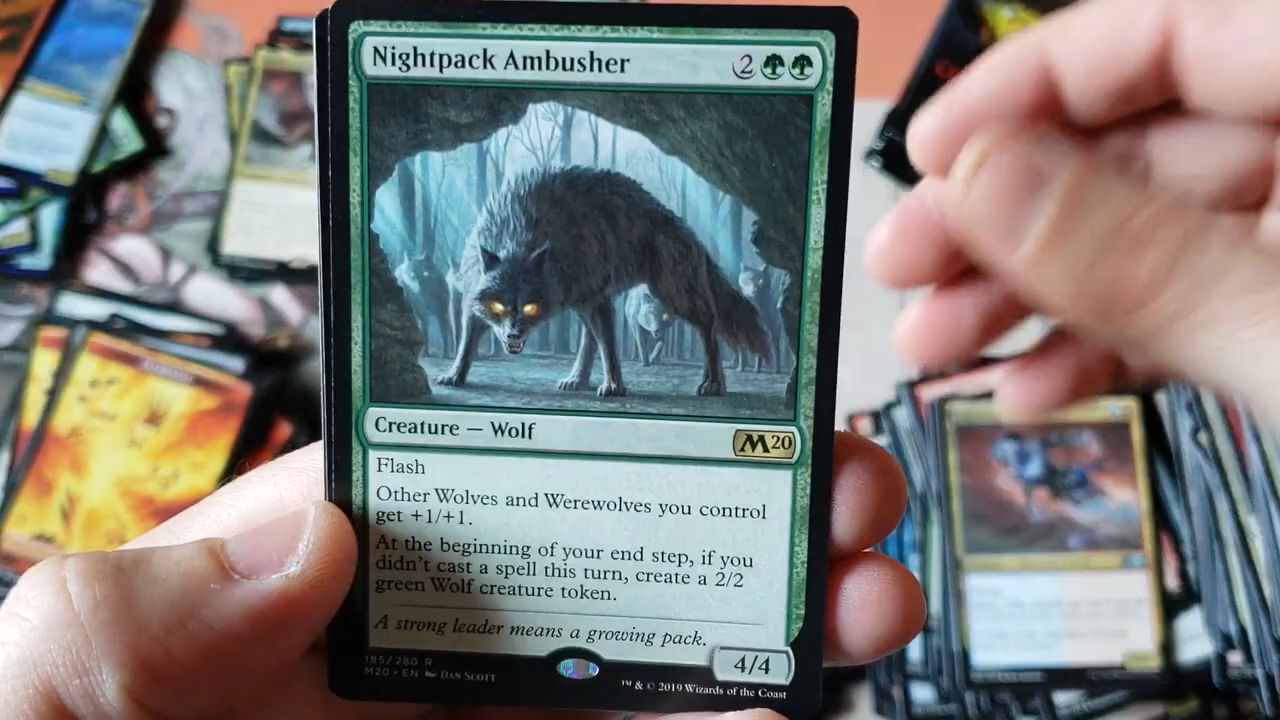 Nightpack Ambusher 2
Creature — Wolf M20
Flash
Other Wolves and Werewolves you control
get +1/+1.
At the beginning of your end step, if you
didn't cast a spell this turn, create a 2/2
green Wolf creature token.
A strong leader means a growing pack.
4/4
185/280 R
M20 • EN Dan Scott
™ & © 2019 Wizards of the Coast